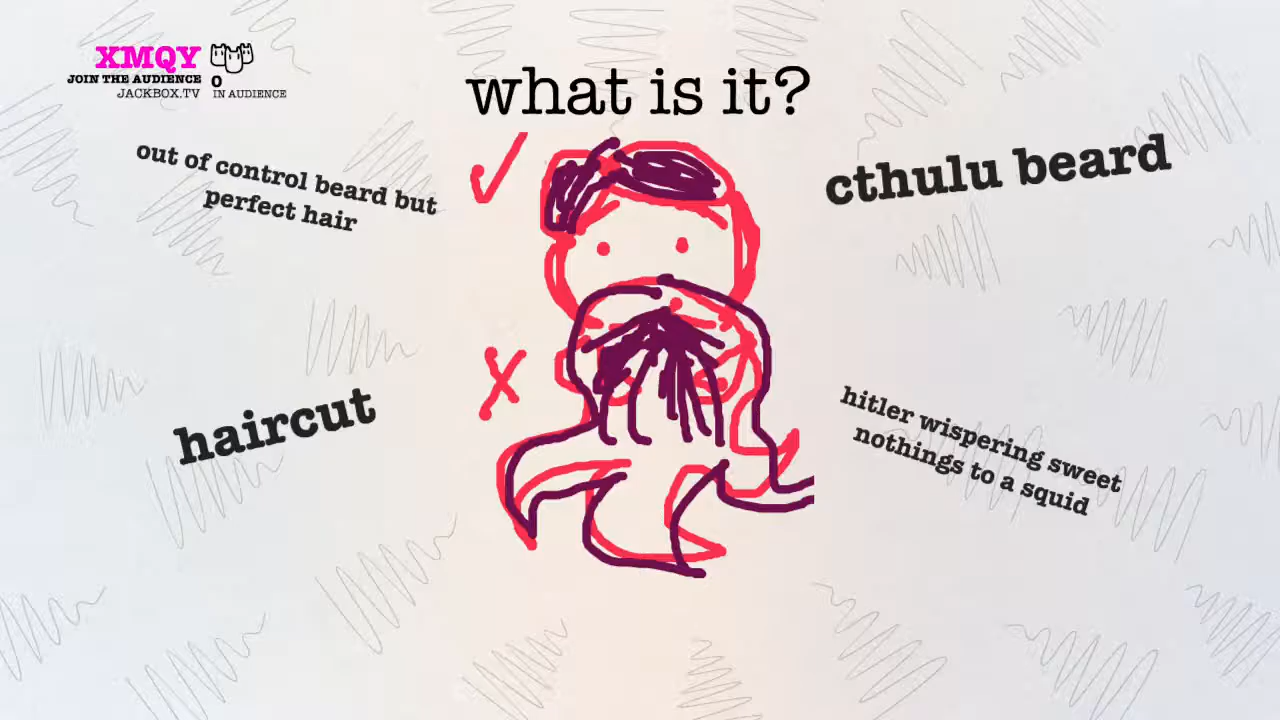 XMQY
JOIN THE AUDIENCE
JACKBOX.TV
0
IN AUDIENCE
what is it?
out of control beard but
perfect hair
cthulu beard
haircut
hitler wispering sweet
nothings to a squid